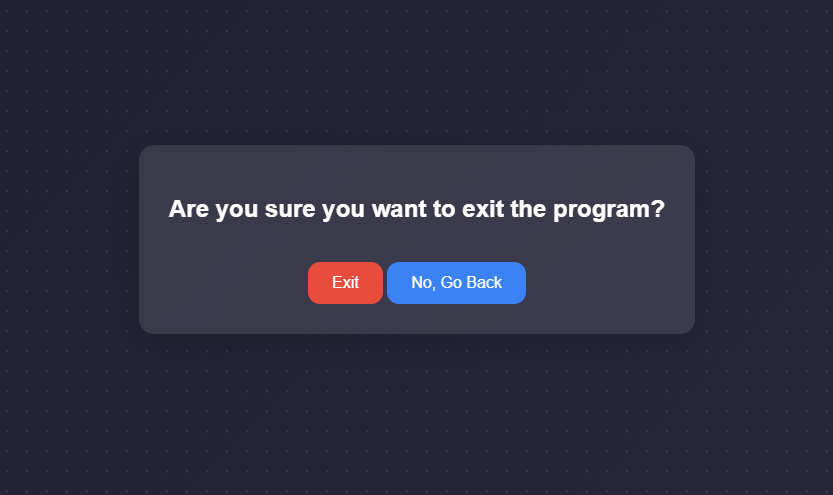 Are you sure you want to exit the program?
Exit
No, Go Back